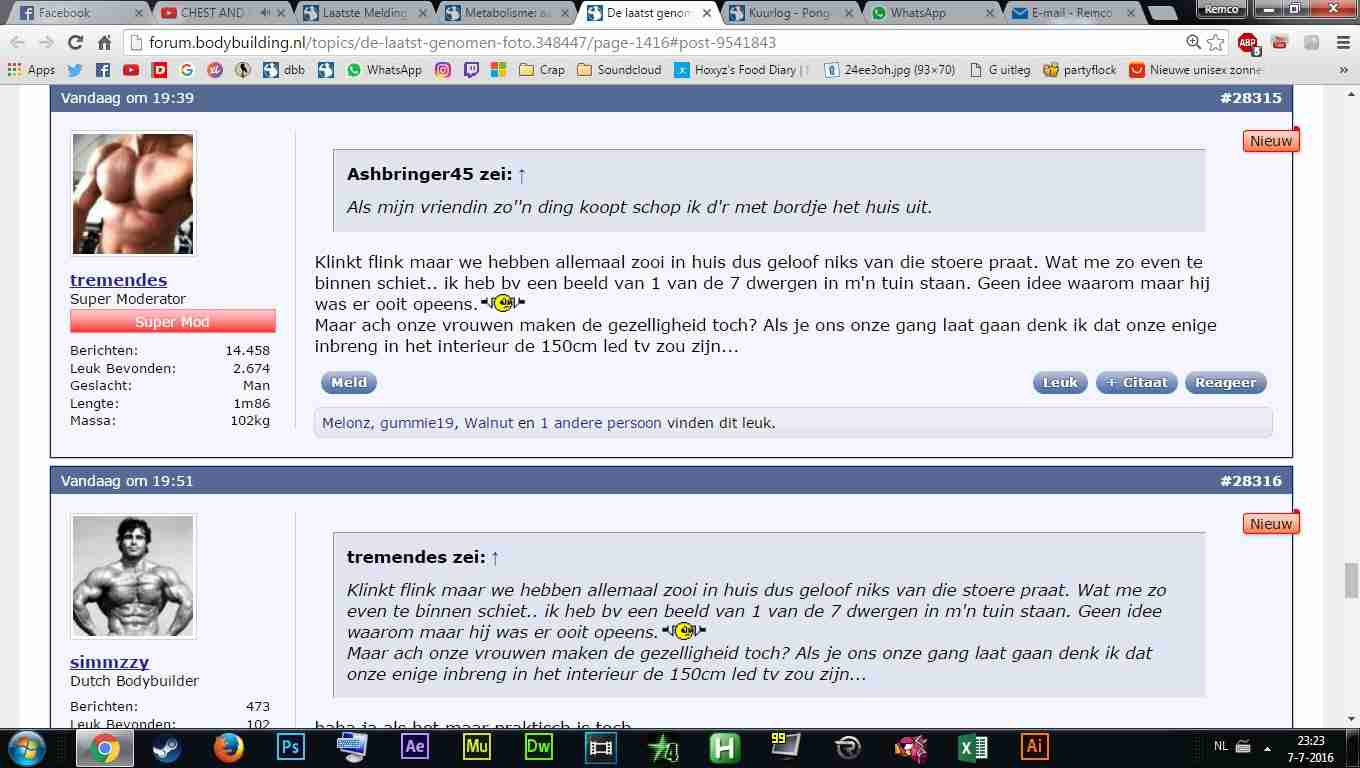 Facebook
CHEST AND
Laatste Melding
Metabolisme:
De laatst genom
Kuurlog - Pong
WhatsApp
E-mail - Remco
Remco
forum.bodybuilding.nl/topics/de-laatst-genomen-foto.348447/page-1416#post-9541843
ABP
Apps
dbb
WhatsApp
Crap
Soundcloud
Hoxyz's Food Diary |
24ee3oh.jpg (93×70)
G uitleg
partyflock
Nieuwe unisex zonne
»
Vandaag om 19:39
#28315
Nieuw
Ashbringer45 zei: ↑
Als mijn vriendin zo''n ding koopt schop ik d'r met bordje het huis uit.
Klinkt flink maar we hebben allemaal zooi in huis dus geloof niks van die stoere praat. Wat me zo even te
binnen schiet.. ik heb bv een beeld van 1 van de 7 dwergen in m'n tuin staan. Geen idee waarom maar hij
was er ooit opeens.
Maar ach onze vrouwen maken de gezelligheid toch? Als je ons onze gang laat gaan denk ik dat onze enige
inbreng in het interieur de 150cm led tv zou zijn...
tremendes
Super Moderator
Super Mod
Berichten: 14.458
Leuk Bevonden: 2.674
Geslacht: Man
Lengte: 1m86
Massa: 102kg
Meld
Leuk
+ Citaat
Reageer
Melonz, gummie19, Walnut en 1 andere persoon vinden dit leuk.
Vandaag om 19:51
#28316
Nieuw
tremendes zei: ↑
Klinkt flink maar we hebben allemaal zooi in huis dus geloof niks van die stoere praat. Wat me zo
even te binnen schiet.. ik heb bv een beeld van 1 van de 7 dwergen in m'n tuin staan. Geen idee
waarom maar hij was er ooit opeens.
Maar ach onze vrouwen maken de gezelligheid toch? Als je ons onze gang laat gaan denk ik dat
onze enige inbreng in het interieur de 150cm led tv zou zijn...
simmzzy
Dutch Bodybuilder
Berichten: 473
Leuk Bevonden: 102
haha ja als het maar praktisch is toch
Ps
Ae
Mu
Dw
H
99
Ai
NL
23:23
7-7-2016